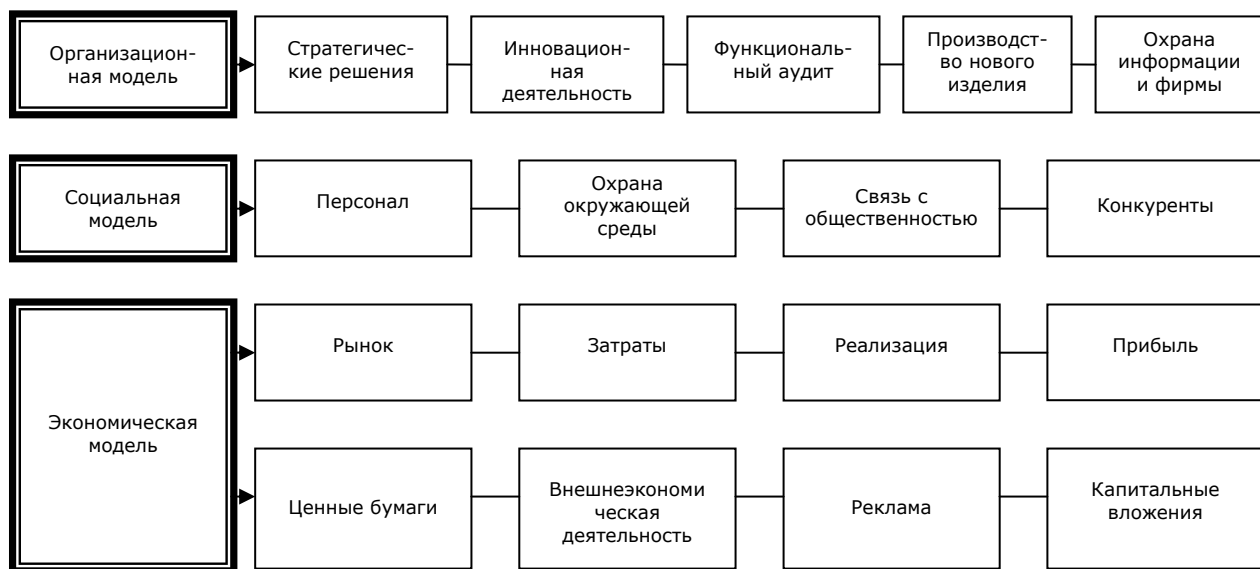 Организацион-
ная модель
Стратегичес-
кие решения
Инновацион-
ная
деятельность
Функциональ-
ный аудит
Производст-
во нового
изделия
Охрана
информации
и фирмы
Социальная
модель
Персонал
Охрана
окружающей
среды
Связь с
общественностью
Конкуренты
Экономическая
модель
Рынок
Затраты
Реализация
Прибыль
Ценные бумаги
Внешнеэкономи
ческая
деятельность
Реклама
Капитальные
вложения